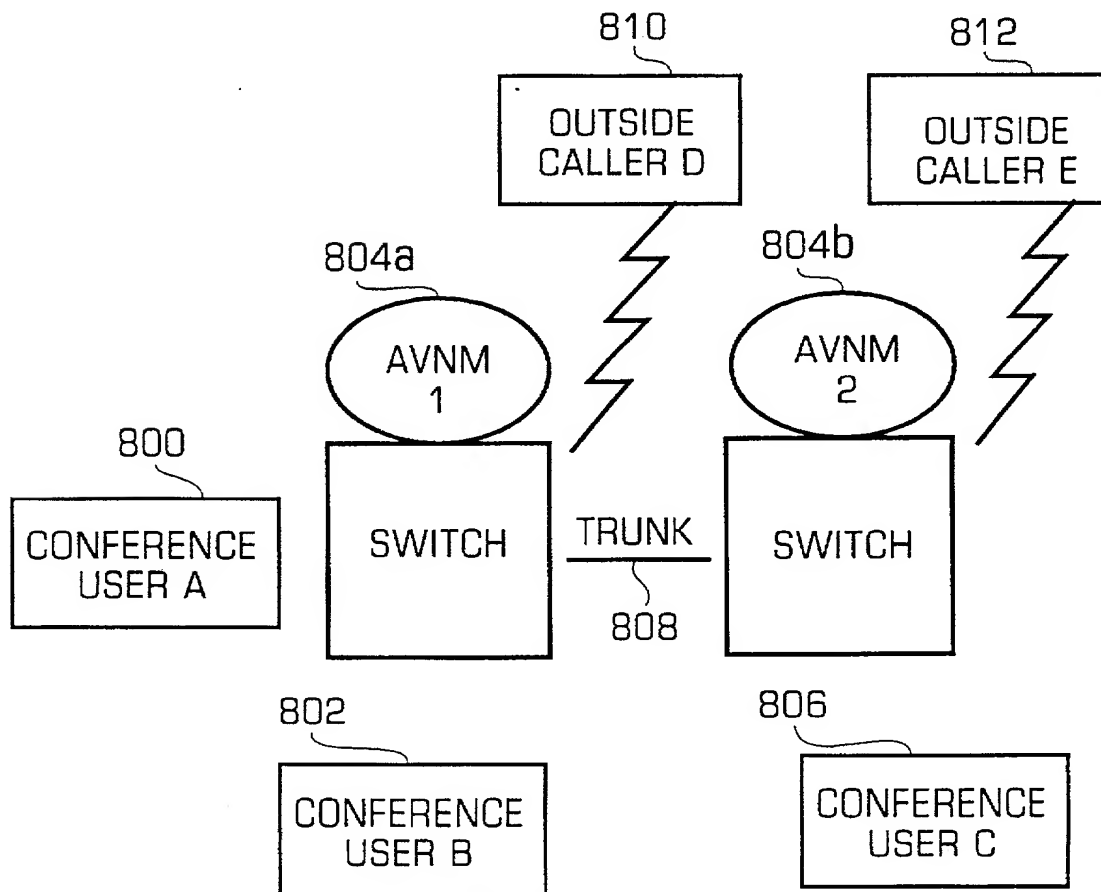 810
812
OUTSIDE
CALLER D
OUTSIDE
CALLER E
804a
804b
AVNM
1
AVNM
2
800
CONFERENCE
USER A
SWITCH
TRUNK
808
SWITCH
802
806
CONFERENCE
USER B
CONFERENCE
USER C